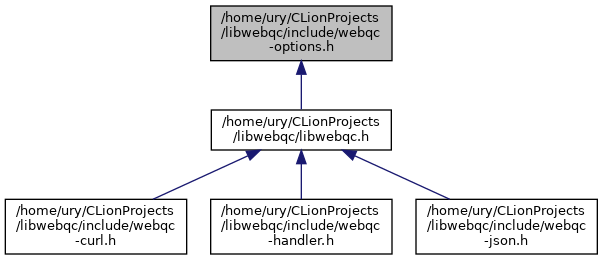 /home/ury/CLionProjects
/libwebqc/include/webqc
-options.h
/home/ury/CLionProjects
/libwebqc/libwebqc.h
/home/ury/CLionProjects
/libwebqc/include/webqc
-curl.h
/home/ury/CLionProjects
/libwebqc/include/webqc
-handler.h
/home/ury/CLionProjects
/libwebqc/include/webqc
-json.h